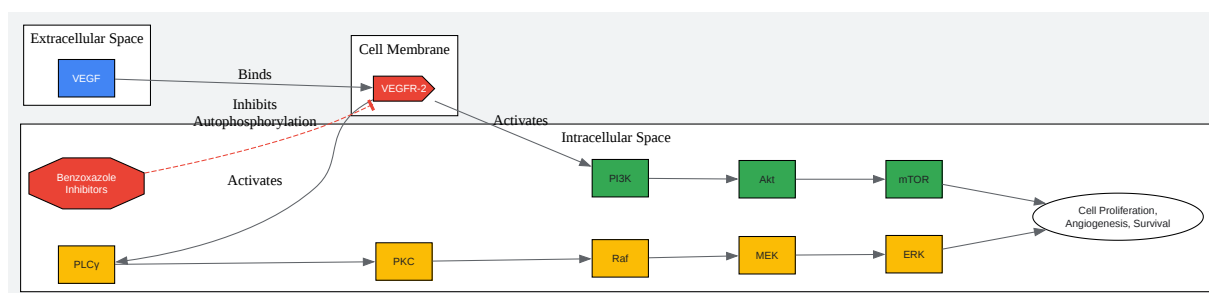 Extracellular Space
VEGF
Binds
Cell Membrane
VEGFR-2
Inhibits
Autophosphorylation
Activates
Intracellular Space
Benzoxazole
Inhibitors
Activates
PI3K
Akt
mTOR
Cell Proliferation,
Angiogenesis, Survival
PLCγ
PKC
Raf
MEK
ERK